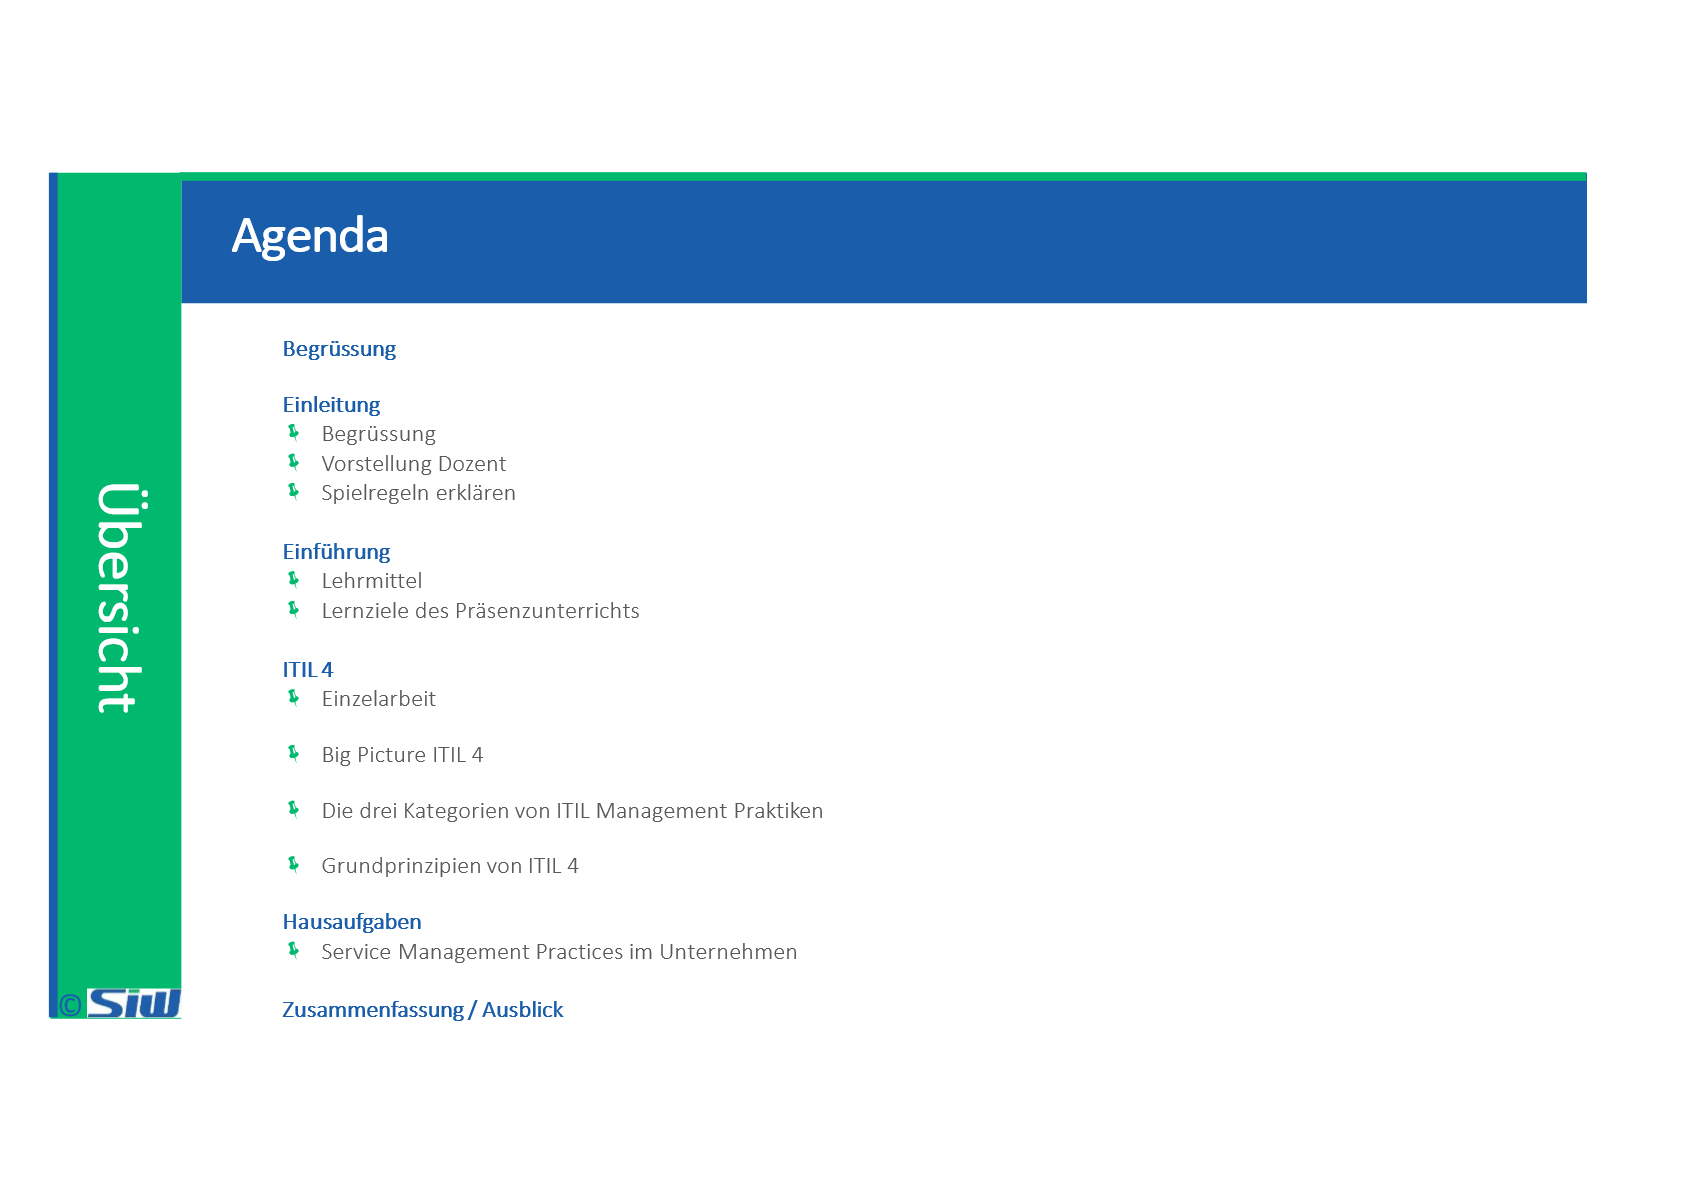 Agenda
Übersicht
Begrüssung
Einleitung
Begrüssung
Vorstellung Dozent
Spielregeln erklären
Einführung
Lehrmittel
Lernziele des Präsenzunterrichts
ITIL 4
Einzelarbeit
Big Picture ITIL 4
Die drei Kategorien von ITIL Management Praktiken
Grundprinzipien von ITIL 4
Hausaufgaben
Service Management Practices im Unternehmen
Zusammenfassung / Ausblick
© SIW